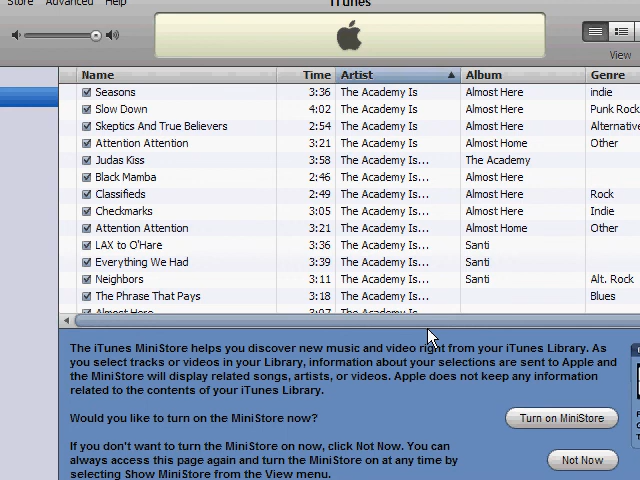 Store Advanced Help iTunes
View
Name Time Artist Album Genre
Seasons 3:36 The Academy Is Almost Here indie
Slow Down 4:02 The Academy Is Almost Here Punk Rock
Skeptics And True Believers 2:54 The Academy Is Almost Here Alternative
Attention Attention 3:21 The Academy Is Almost Home Other
Judas Kiss 3:58 The Academy Is... The Academy
Black Mamba 2:46 The Academy Is... Almost Here
Classifieds 2:49 The Academy Is... Almost Here Rock
Checkmarks 3:05 The Academy Is... Almost Here Indie
Attention Attention 3:21 The Academy Is... Almost Home Other
LAX to O'Hare 3:36 The Academy Is... Santi
Everything We Had 3:39 The Academy Is... Santi
Neighbors 3:11 The Academy Is... Santi Alt. Rock
The Phrase That Pays 3:18 The Academy Is... Blues
Almost Here 3:07 The Academy Is... Almost Here
The iTunes MiniStore helps you discover new music and video right from your iTunes Library. As
you select tracks or videos in your Library, information about your selections are sent to Apple and
the MiniStore will display related songs, artists, or videos. Apple does not keep any information
related to the contents of your iTunes Library.
Would you like to turn on the MiniStore now? Turn on MiniStore
If you don't want to turn the MiniStore on now, click Not Now. You can
always access this page again and turn the MiniStore on at any time by
selecting Show MiniStore from the View menu.
Not Now